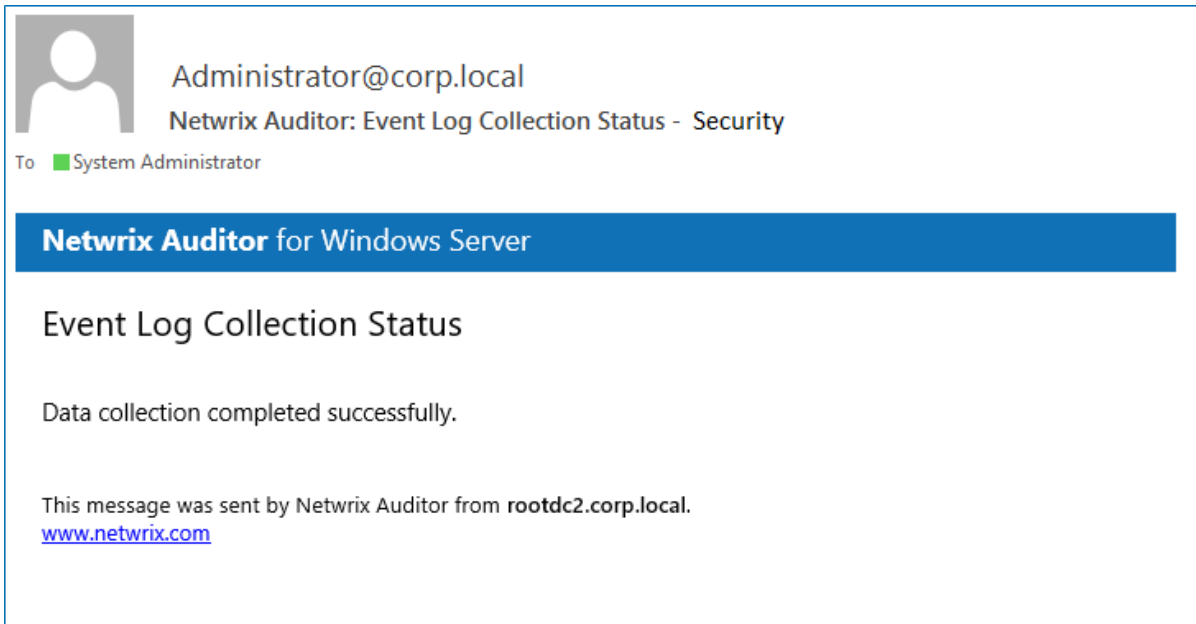 Administrator@corp.local
Netwrix Auditor: Event Log Collection Status - Security
To System Administrator
Netwrix Auditor for Windows Server
Event Log Collection Status
Data collection completed successfully.
This message was sent by Netwrix Auditor from rootdc2.corp.local.
www.netwrix.com